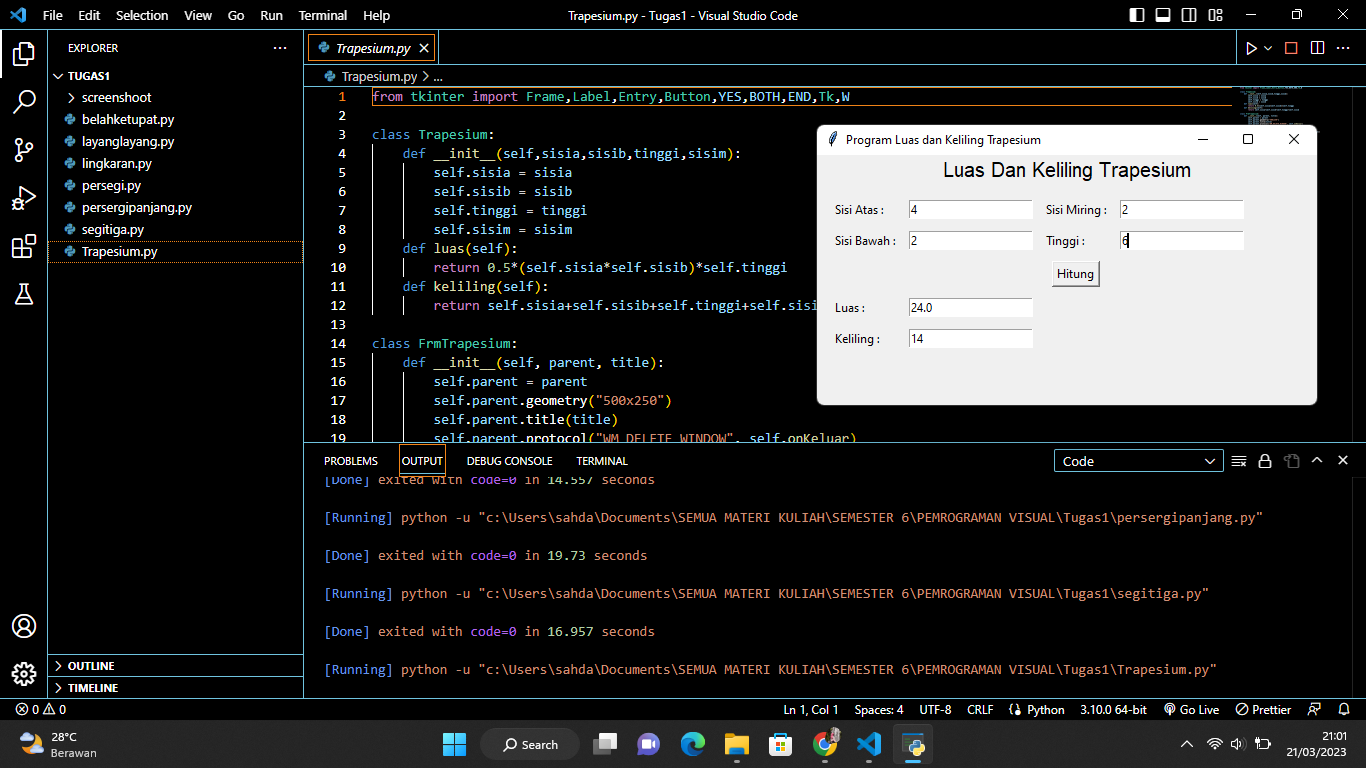 File Edit Selection View Go Run Terminal Help
Trapesium.py - Tugas1 - Visual Studio Code
EXPLORER
TUGAS1
screenshoot
belahketupat.py
layanglayang.py
lingkaran.py
persegi.py
persergipanjang.py
segitiga.py
Trapesium.py
OUTLINE
TIMELINE
Trapesium.py
Trapesium.py > ...
1 from tkinter import Frame,Label,Entry,Button,YES,BOTH,END,Tk,W
2
3 class Trapesium:
4 def __init__(self,sisia,sisib,tinggi,sisim):
5 self.sisia = sisia
6 self.sisib = sisib
7 self.tinggi = tinggi
8 self.sisim = sisim
9 def luas(self):
10 return 0.5*(self.sisia*self.sisib)*self.tinggi
11 def keliling(self):
12 return self.sisia+self.sisib+self.tinggi+self.sisi
13
14 class FrmTrapesium:
15 def __init__(self, parent, title):
16 self.parent = parent
17 self.parent.geometry("500x250")
18 self.parent.title(title)
19 self.parent.protocol("WM_DELETE_WINDOW", self.onKeluar)
Program Luas dan Keliling Trapesium
Luas Dan Keliling Trapesium
Sisi Atas : 4 Sisi Miring : 2
Sisi Bawah : 2 Tinggi : 6
Hitung
Luas : 24.0
Keliling : 14
PROBLEMS OUTPUT DEBUG CONSOLE TERMINAL
Code
[Done] exited with code=0 in 14.557 seconds
[Running] python -u "c:\Users\sahda\Documents\SEMUA MATERI KULIAH\SEMESTER 6\PEMROGRAMAN VISUAL\Tugas1\persergipanjang.py"
[Done] exited with code=0 in 19.73 seconds
[Running] python -u "c:\Users\sahda\Documents\SEMUA MATERI KULIAH\SEMESTER 6\PEMROGRAMAN VISUAL\Tugas1\segitiga.py"
[Done] exited with code=0 in 16.957 seconds
[Running] python -u "c:\Users\sahda\Documents\SEMUA MATERI KULIAH\SEMESTER 6\PEMROGRAMAN VISUAL\Tugas1\Trapesium.py"
0 0 Ln 1, Col 1 Spaces: 4 UTF-8 CRLF Python 3.10.0 64-bit Go Live Prettier
28°C
Berawan
Search
21:01
21/03/2023